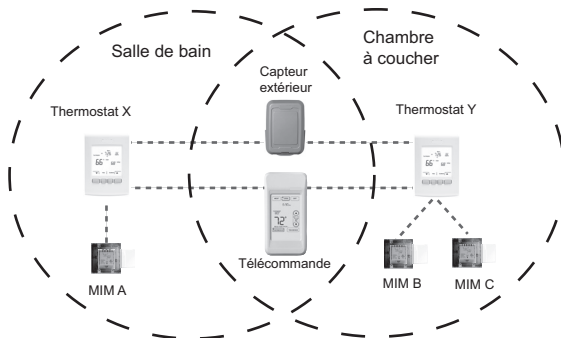 Salle de bain
Chambre
à coucher
Capteur
extérieur
Thermostat X
Thermostat Y
Télécommande
MIM A
MIM B
MIM C